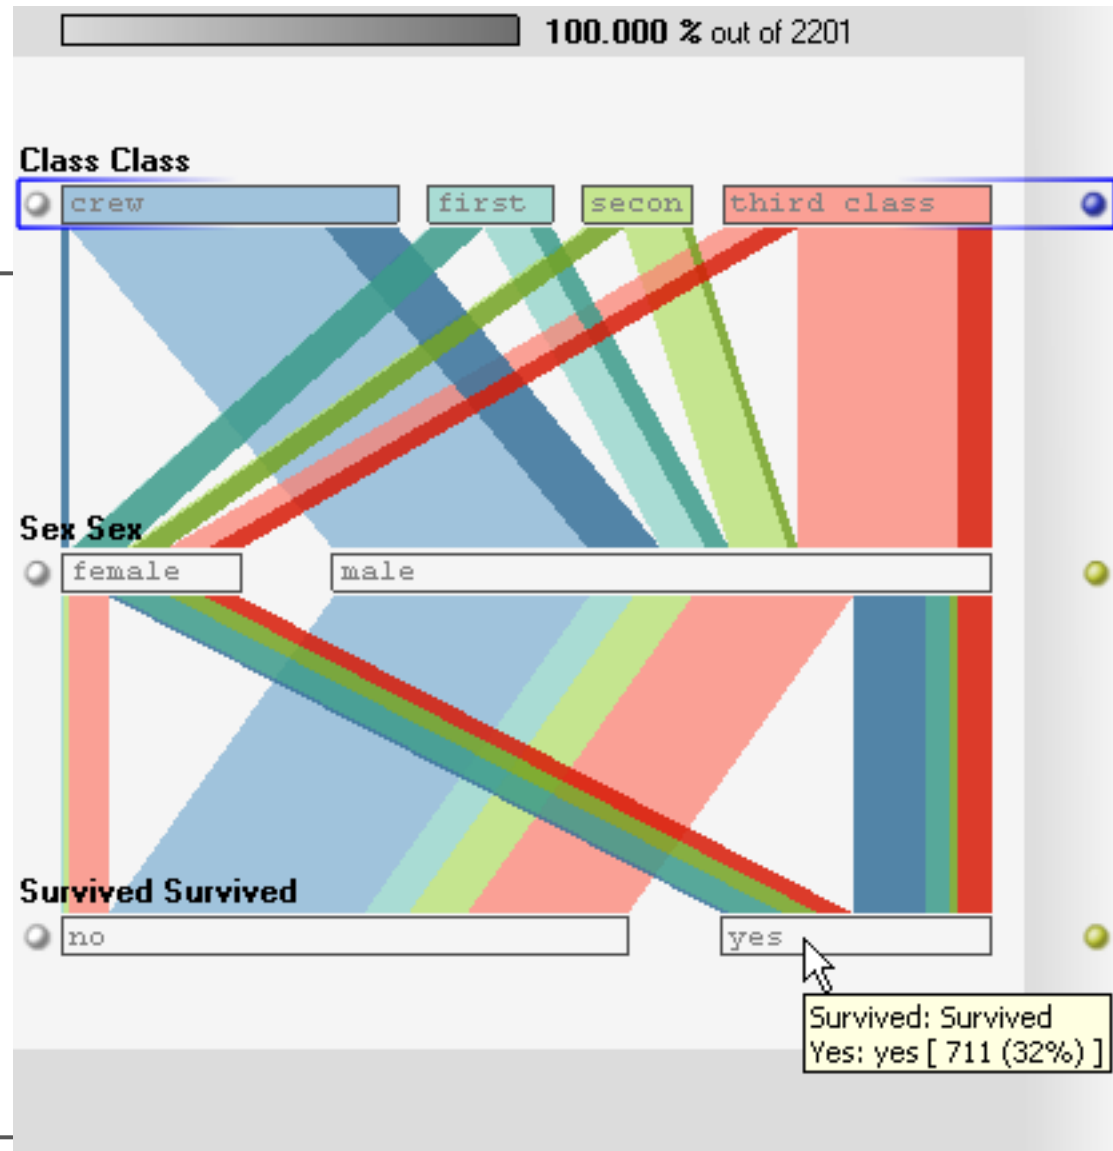 100.000 % out of 2201
Class Class
crew first secon third class
Sex Sex
female male
Survived Survived
no yes
Survived: Survived
Yes: yes [ 711 (32%) ]